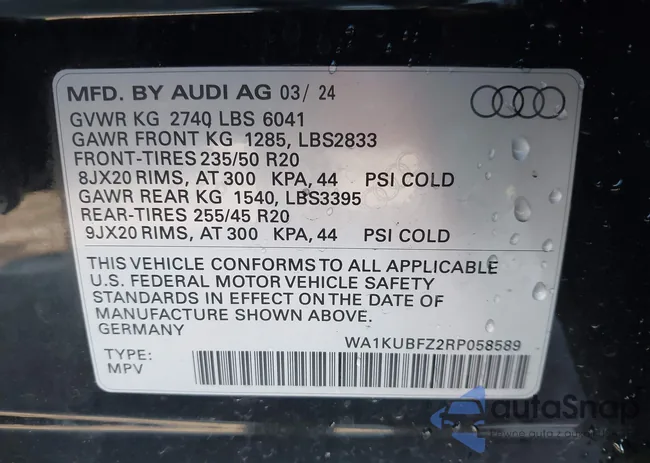 MFD. BY AUDI AG 03/ 24
GVWR KG 2740 LBS 6041
GAWR FRONT KG 1285, LBS2833
FRONT-TIRES 235/50 R20
8JX20 RIMS, AT 300 KPA, 44 PSI COLD
GAWR REAR KG 1540, LBS3395
REAR-TIRES 255/45 R20
9JX20 RIMS, AT 300 KPA, 44 PSI COLD
THIS VEHICLE CONFORMS TO ALL APPLICABLE
U.S. FEDERAL MOTOR VEHICLE SAFETY
STANDARDS IN EFFECT ON THE DATE OF
MANUFACTURE SHOWN ABOVE.
GERMANY
WA1KUBFZ2RP058589
TYPE:
MPV
autaSnap
Pewne auta z